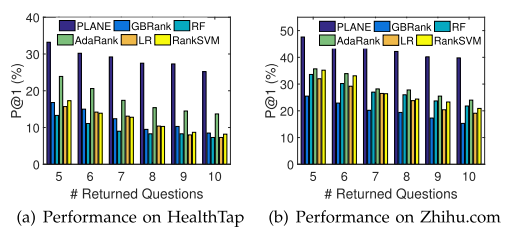 40
30
20
10
0
P@1 (%)
PLANE GBRank RF
AdaRank LR RankSVM
5 6 7 8 9 10
# Returned Questions
(a) Performance on HealthTap
50
40
30
20
10
0
P@1 (%)
PLANE GBRank RF
AdaRank LR RankSVM
5 6 7 8 9 10
# Returned Questions
(b) Performance on Zhihu.com